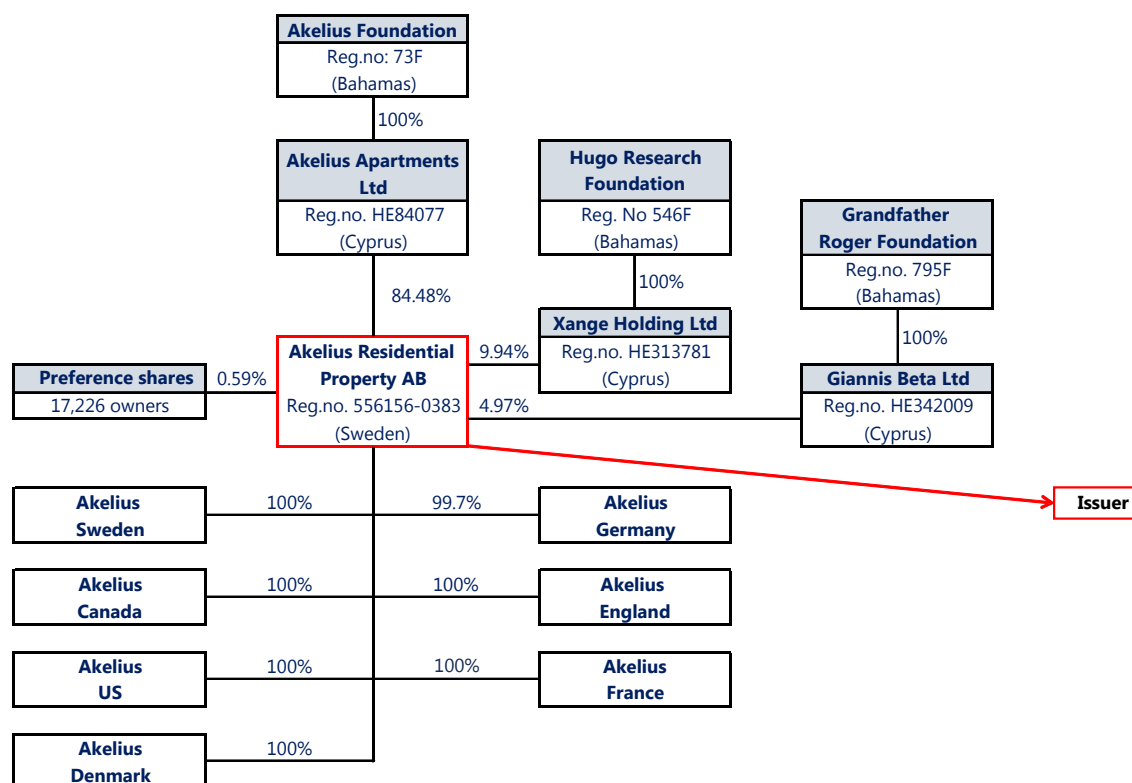 Akelius Foundation
Reg.no: 73F
(Bahamas)
100%
Akelius Apartments
Ltd
Reg.no. HE84077
(Cyprus)
Hugo Research
Foundation
Reg. No 546F
(Bahamas)
Grandfather
Roger Foundation
Reg.no. 795F
(Bahamas)
84.48%
100%
100%
Xange Holding Ltd
Reg.no. HE313781
(Cyprus)
Akelius Residential
Property AB
Reg.no. 556156-0383
(Sweden)
9.94%
Preference shares
17,226 owners
0.59%
4.97%
Giannis Beta Ltd
Reg.no. HE342009
(Cyprus)
Issuer
Akelius
Sweden
100%
99.7%
Akelius
Germany
Akelius
Canada
100%
100%
Akelius
England
Akelius
US
100%
100%
Akelius
France
Akelius
Denmark
100%